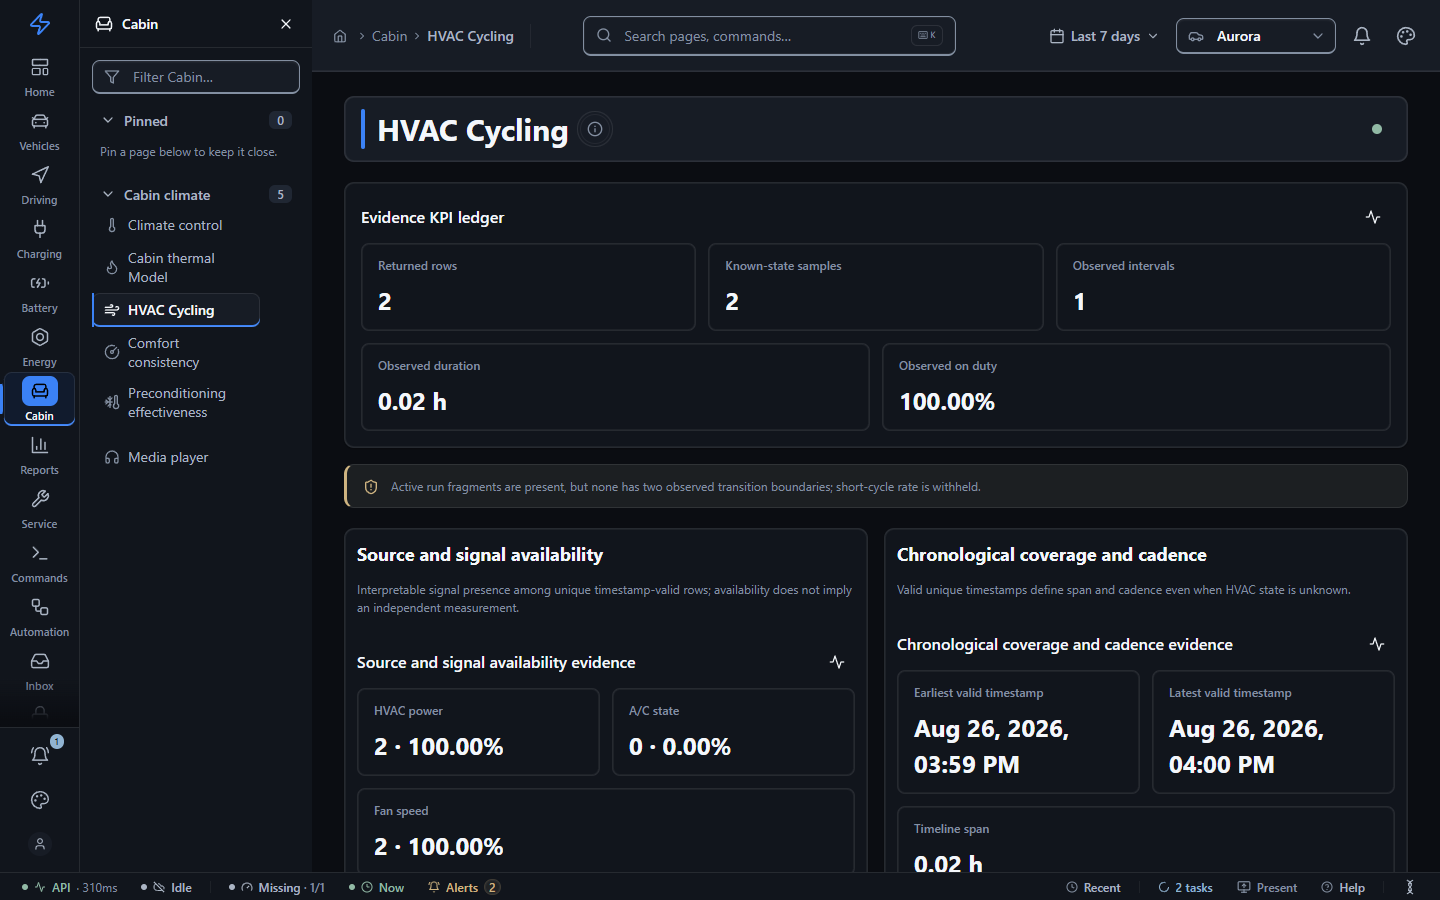 Cabin
Cabin
HVAC Cycling
Search pages, commands...
K
Last 7 days
Aurora
Home
Vehicles
Driving
Charging
Battery
Energy
Cabin
Reports
Service
Commands
Automation
Inbox
1
Filter Cabin...
Pinned
0
Pin a page below to keep it close.
Cabin climate
5
Climate control
Cabin thermal
Model
HVAC Cycling
Comfort
consistency
Preconditioning
effectiveness
Media player
HVAC Cycling
Evidence KPI ledger
Returned rows
2
Known-state samples
2
Observed intervals
1
Observed duration
0.02 h
Observed on duty
100.00%
Active run fragments are present, but none has two observed transition boundaries; short-cycle rate is withheld.
Source and signal availability
Interpretable signal presence among unique timestamp-valid rows; availability does not imply
an independent measurement.
Source and signal availability evidence
HVAC power
2 · 100.00%
A/C state
0 · 0.00%
Fan speed
2 · 100.00%
Chronological coverage and cadence
Valid unique timestamps define span and cadence even when HVAC state is unknown.
Chronological coverage and cadence evidence
Earliest valid timestamp
Aug 26, 2026,
03:59 PM
Latest valid timestamp
Aug 26, 2026,
04:00 PM
Timeline span
0.02 h
API · 310ms
Idle
Missing · 1/1
Now
Alerts 2
Recent
2 tasks
Present
Help